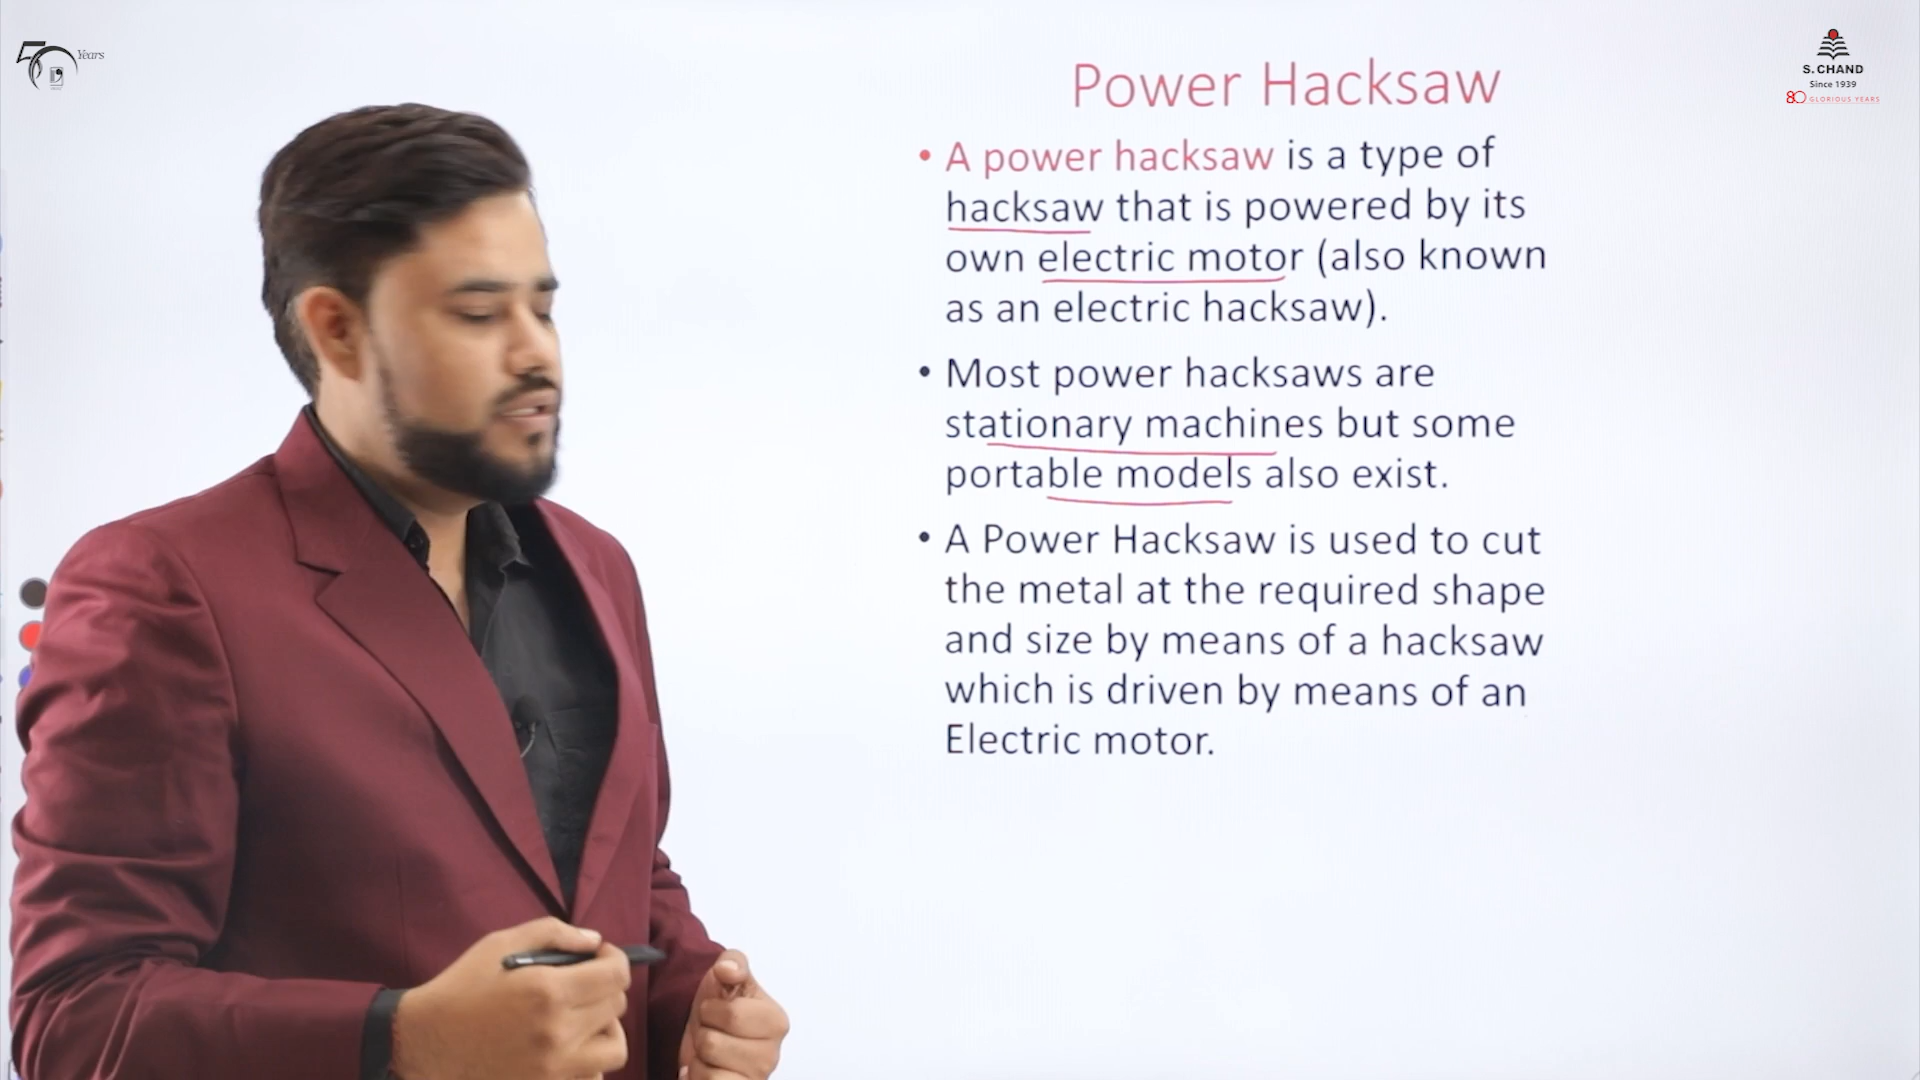 50 Years
S. CHAND
Since 1939
80 GLORIOUS YEARS
Power Hacksaw
• A power hacksaw is a type of
hacksaw that is powered by its
own electric motor (also known
as an electric hacksaw).
• Most power hacksaws are
stationary machines but some
portable models also exist.
• A Power Hacksaw is used to cut
the metal at the required shape
and size by means of a hacksaw
which is driven by means of an
Electric motor.